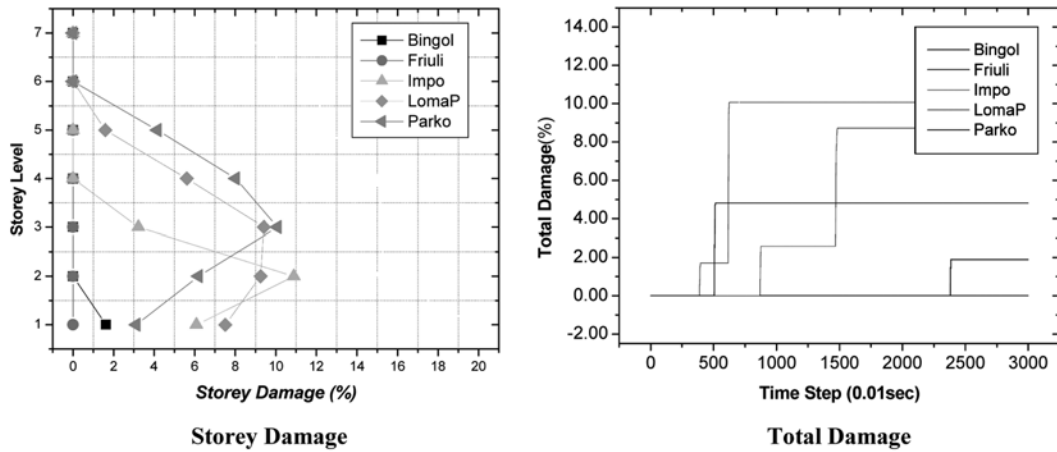 7
6
5
4
3
2
1
Storey Level
0 2 4 6 8 10 12 14 16 18 20
Storey Damage (%)
Bingol
Friuli
Impo
LomaP
Parko
Storey Damage
14.00
12.00
10.00
8.00
6.00
4.00
2.00
0.00
-2.00
Total Damage(%)
0 500 1000 1500 2000 2500 3000
Time Step (0.01sec)
Bingol
Friuli
Impo
LomaP
Parko
Total Damage